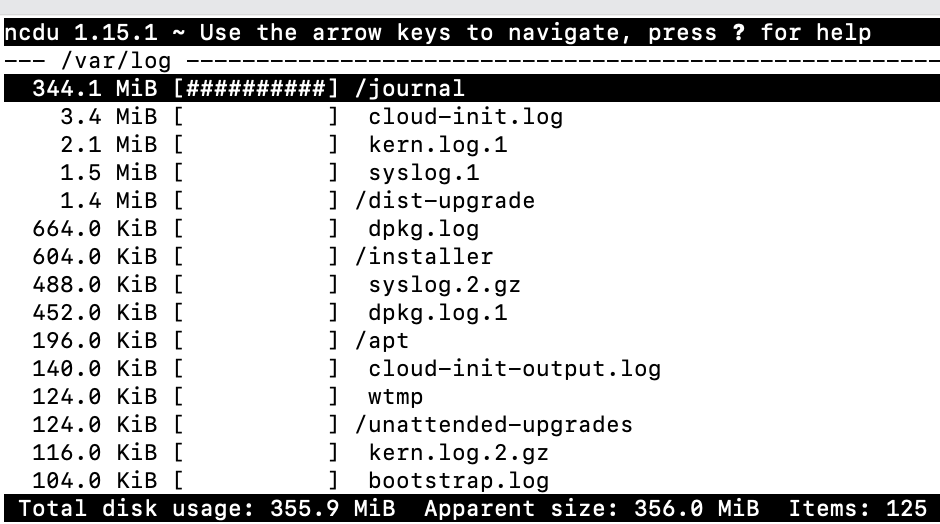 ncdu 1.15.1 ~ Use the arrow keys to navigate, press ? for help
--- /var/log ------------------------------------------------------
  344.1 MiB [##########] /journal
    3.4 MiB [          ]  cloud-init.log
    2.1 MiB [          ]  kern.log.1
    1.5 MiB [          ]  syslog.1
    1.4 MiB [          ] /dist-upgrade
  664.0 KiB [          ]  dpkg.log
  604.0 KiB [          ] /installer
  488.0 KiB [          ]  syslog.2.gz
  452.0 KiB [          ]  dpkg.log.1
  196.0 KiB [          ] /apt
  140.0 KiB [          ]  cloud-init-output.log
  124.0 KiB [          ]  wtmp
  124.0 KiB [          ] /unattended-upgrades
  116.0 KiB [          ]  kern.log.2.gz
  104.0 KiB [          ]  bootstrap.log
 Total disk usage: 355.9 MiB  Apparent size: 356.0 MiB  Items: 125